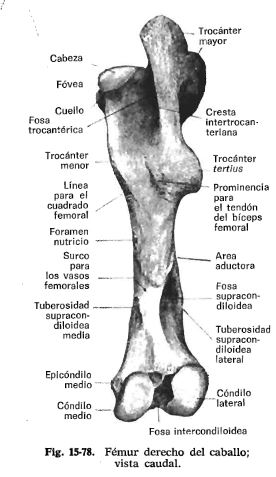 Trocánter
mayor
Cabeza
Fóvea
Cuello
Fosa
trocantérica
Cresta
intertrocan-
teriana
Trocánter
menor
Trocánter
tertius
Línea
para el
cuadrado
femoral
Prominencia
para
el tendón
del bíceps
femoral
Foramen
nutricio
Surco
para
los vasos
femorales
Area
aductora
Fosa
supracon-
diloidea
Tuberosidad
supracon-
diloidea
media
Tuberosidad
supracon-
diloidea
lateral
Epicóndilo
medio
Cóndilo
medio
Cóndilo
lateral
Fosa intercondiloidea
Fig. 15-78. Fémur derecho del caballo;
vista caudal.